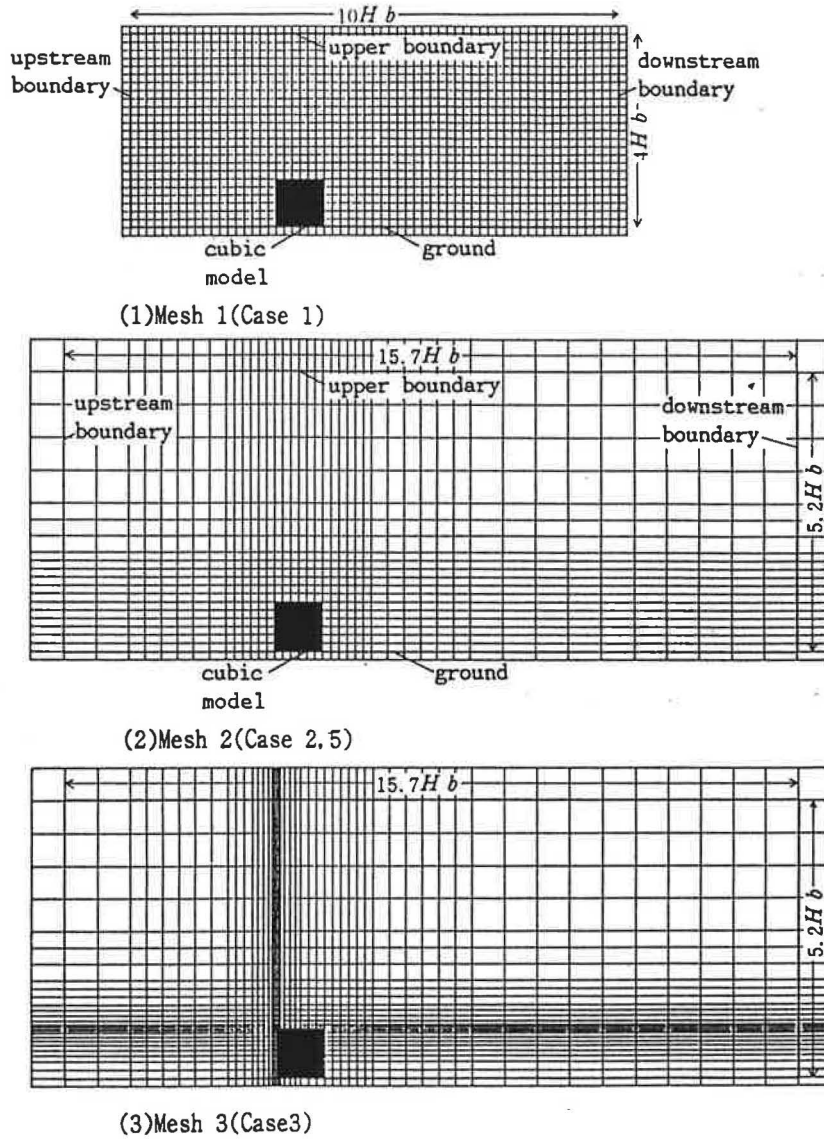 10H b
upper boundary
upstream
boundary
downstream
boundary
4H b
cubic
model
ground
(1)Mesh 1(Case 1)
15.7H b
upper boundary
upstream
boundary
downstream
boundary
5.2H b
cubic
model
ground
(2)Mesh 2(Case 2,5)
15.7H b
5.2H b
(3)Mesh 3(Case3)